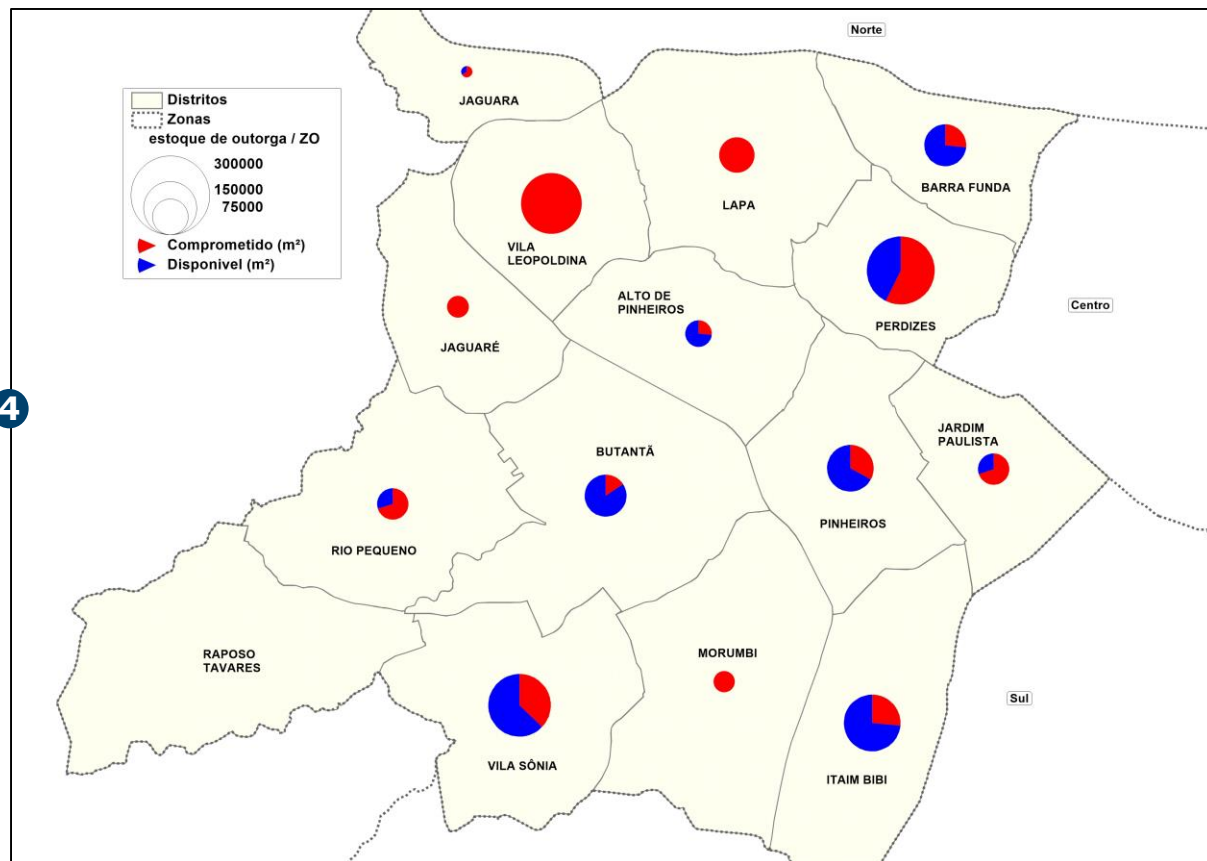 Norte
JAGUARA
Distritos
Zonas
estoque de outorga / ZO
300000
150000
75000
Comprometido (m²)
Disponivel (m²)
LAPA
BARRA FUNDA
VILA
LEOPOLDINA
ALTO DE
PINHEIROS
PERDIZES
Centro
JAGUARÉ
4
BUTANTÃ
JARDIM
PAULISTA
PINHEIROS
RIO PEQUENO
RAPOSO
TAVARES
MORUMBI
Sul
VILA SÔNIA
ITAIM BIBI